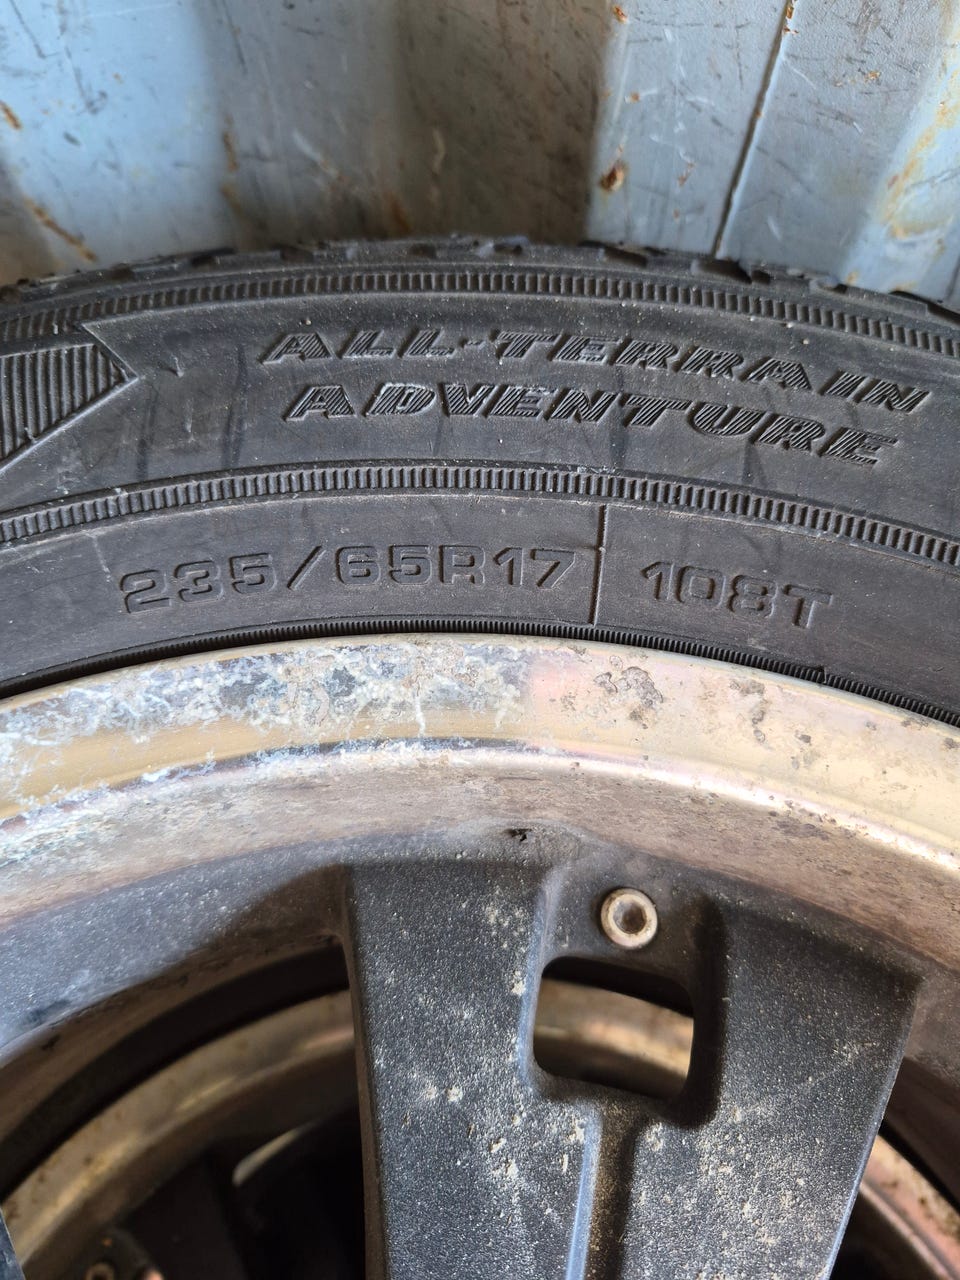 ALL-TERRAIN
ADVENTURE
235/65R17 108T